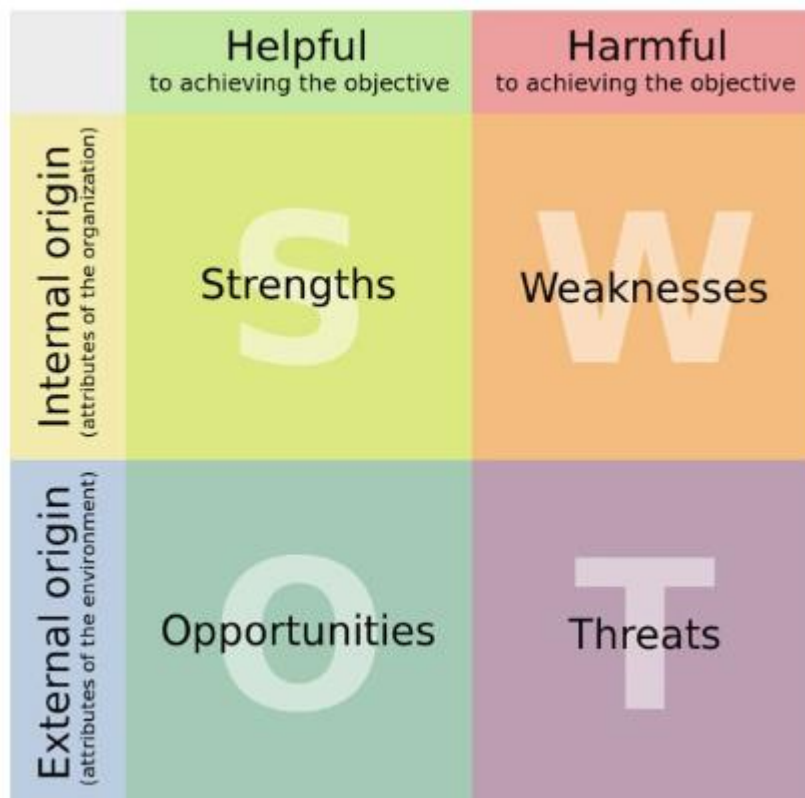 Helpful
to achieving the objective
Harmful
to achieving the objective
Internal origin
(attributes of the organization)
S
Strengths
W
Weaknesses
External origin
(attributes of the environment)
O
Opportunities
T
Threats